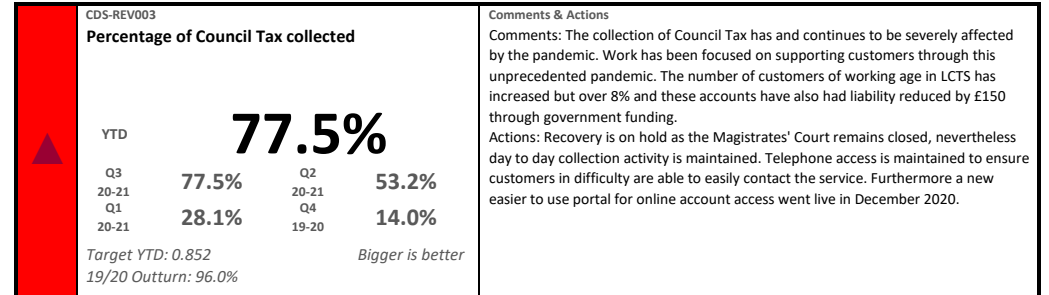 CDS-REV003
Percentage of Council Tax collected
YTD
77.5%
Q3
20-21
77.5%
Q2
20-21
53.2%
Q1
20-21
28.1%
Q4
19-20
14.0%
Target YTD: 0.852
Bigger is better
19/20 Outturn: 96.0%
Comments & Actions
Comments: The collection of Council Tax has and continues to be severely affected
by the pandemic. Work has been focused on supporting customers through this
unprecedented pandemic. The number of customers of working age in LCTS has
increased but over 8% and these accounts have also had liability reduced by £150
through government funding.
Actions: Recovery is on hold as the Magistrates' Court remains closed, nevertheless
day to day collection activity is maintained. Telephone access is maintained to ensure
customers in difficulty are able to easily contact the service. Furthermore a new
easier to use portal for online account access went live in December 2020.